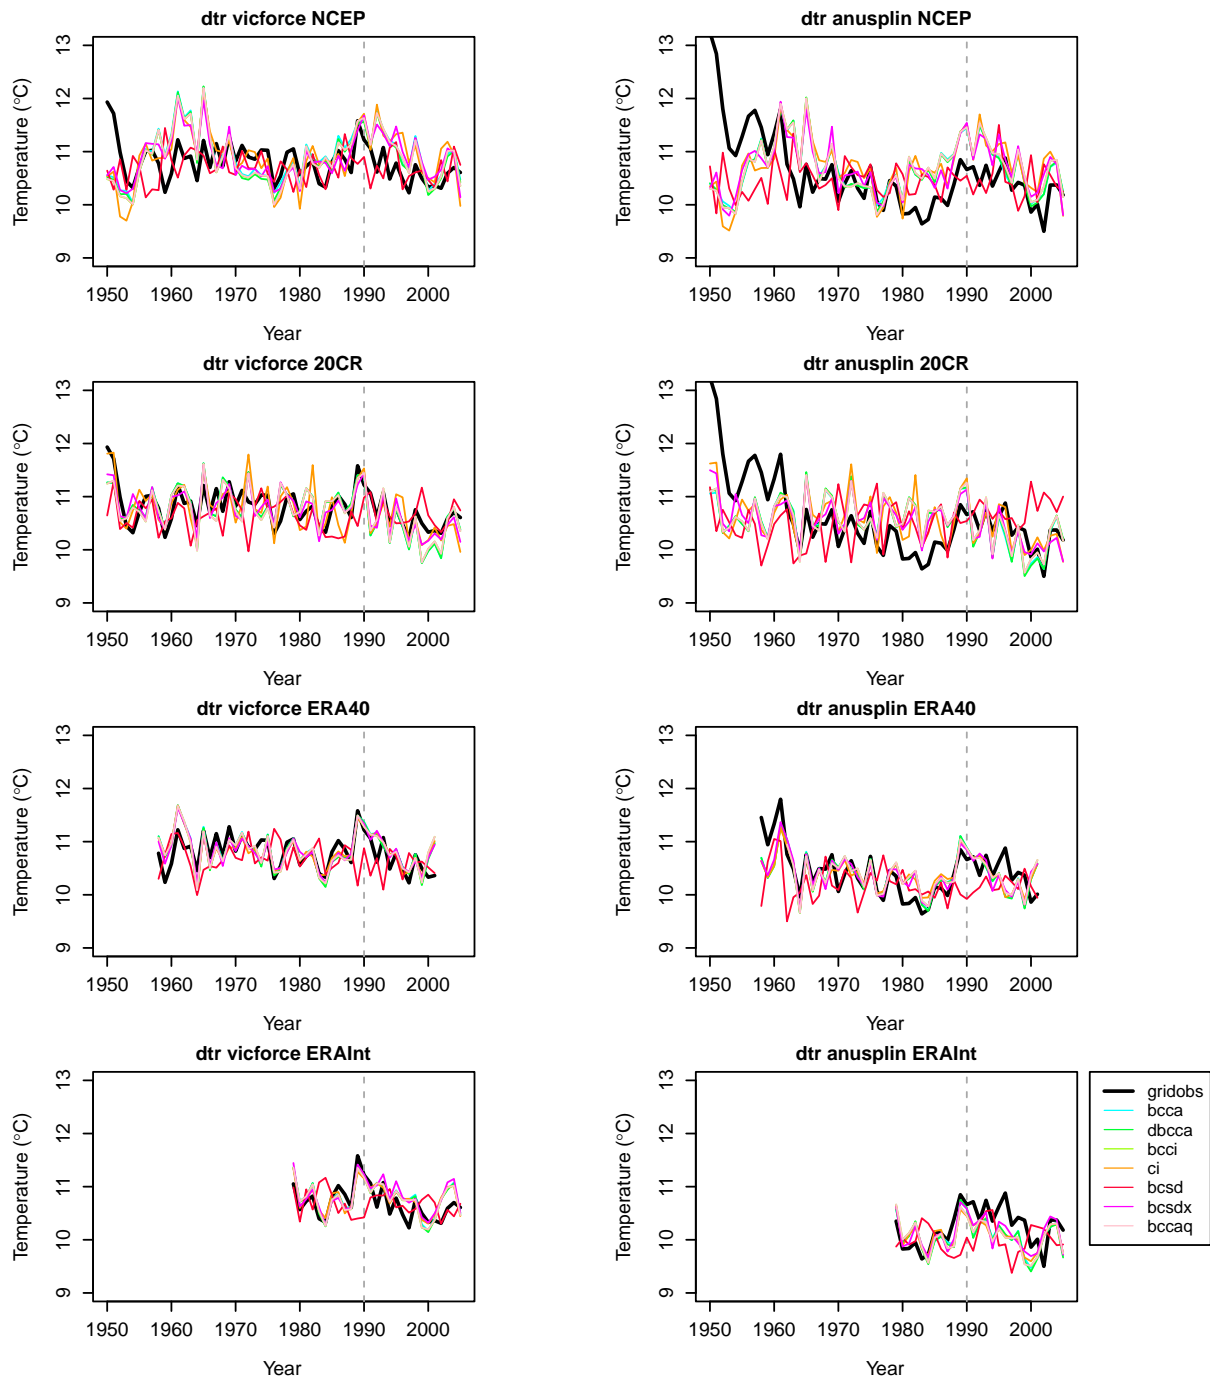 dtr vicforce NCEP
Temperature (°C)
13
12
11
10
9
1950 1960 1970 1980 1990 2000
Year
dtr anusplin NCEP
Temperature (°C)
13
12
11
10
9
1950 1960 1970 1980 1990 2000
Year
dtr vicforce 20CR
Temperature (°C)
13
12
11
10
9
1950 1960 1970 1980 1990 2000
Year
dtr anusplin 20CR
Temperature (°C)
13
12
11
10
9
1950 1960 1970 1980 1990 2000
Year
dtr vicforce ERA40
Temperature (°C)
13
12
11
10
9
1950 1960 1970 1980 1990 2000
Year
dtr anusplin ERA40
Temperature (°C)
13
12
11
10
9
1950 1960 1970 1980 1990 2000
Year
dtr vicforce ERAInt
Temperature (°C)
13
12
11
10
9
1950 1960 1970 1980 1990 2000
Year
dtr anusplin ERAInt
Temperature (°C)
13
12
11
10
9
1950 1960 1970 1980 1990 2000
Year
gridobs
bcca
dbcca
bcci
ci
bcsd
bcsdx
bccaq